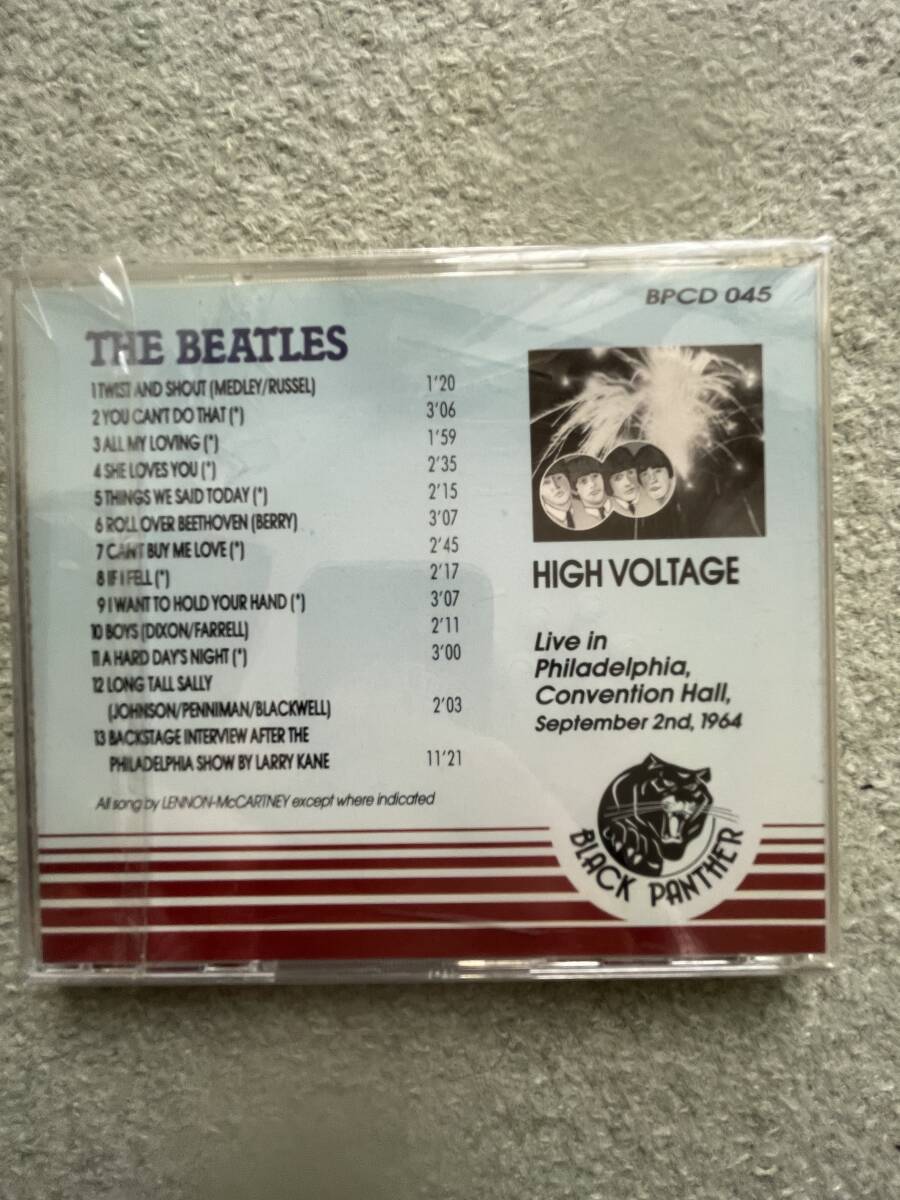 BPCD 045
THE BEATLES
1 TWIST AND SHOUT (MEDLEY/RUSSEL) 1'20
2 YOU CAN'T DO THAT (*) 3'06
3 ALL MY LOVING (*) 1'59
4 SHE LOVES YOU (*) 2'35
5 THINGS WE SAID TODAY (*) 2'15
6 ROLL OVER BEETHOVEN (BERRY) 3'07
7 CAN'T BUY ME LOVE (*) 2'45
8 IF I FELL (*) 2'17
9 I WANT TO HOLD YOUR HAND (*) 3'07
10 BOYS (DIXON/FARRELL) 2'11
11 A HARD DAY'S NIGHT (*) 3'00
12 LONG TALL SALLY
(JOHNSON/PENNIMAN/BLACKWELL) 2'03
13 BACKSTAGE INTERVIEW AFTER THE
PHILADELPHIA SHOW BY LARRY KANE 11'21
All song by LENNON-McCARTNEY except where indicated
HIGH VOLTAGE
Live in
Philadelphia,
Convention Hall,
September 2nd, 1964
BLACK PANTHER